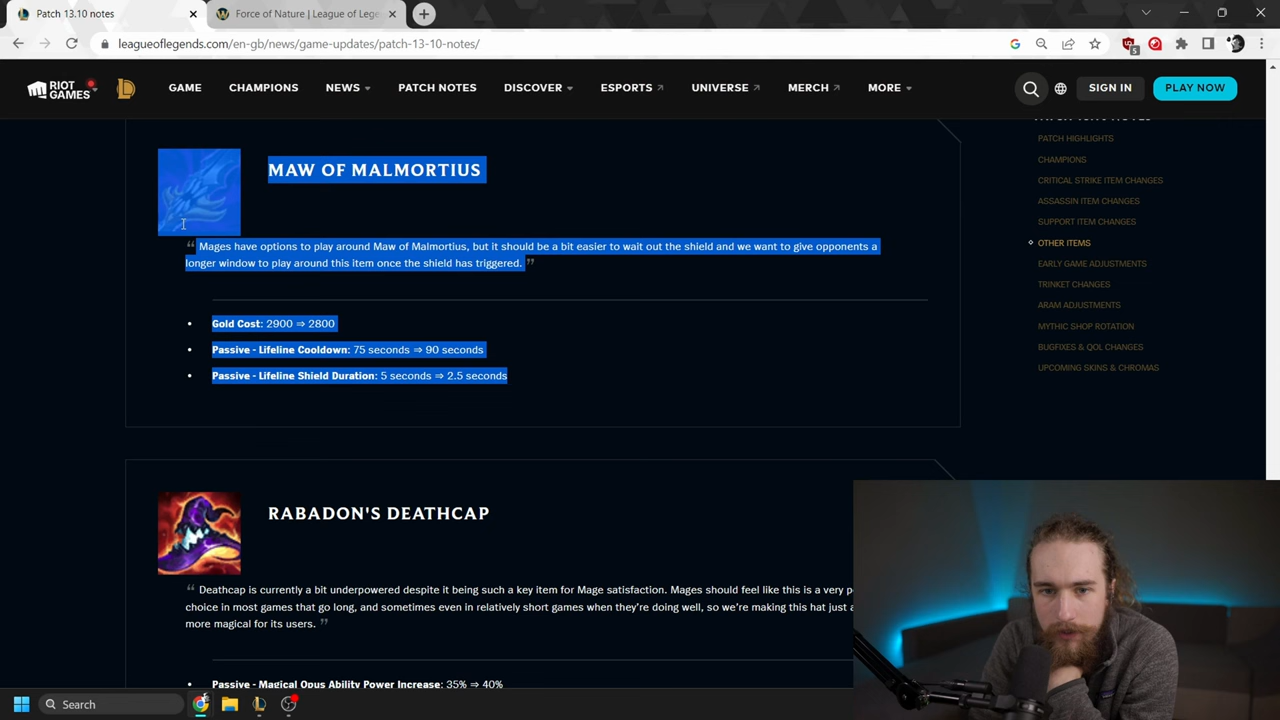 Patch 13.10 notes
Force of Nature | League of Lege
leagueoflegends.com/en-gb/news/game-updates/patch-13-10-notes/
5
RIOT GAMES
GAME
CHAMPIONS
NEWS
PATCH NOTES
DISCOVER
ESPORTS
UNIVERSE
MERCH
MORE
SIGN IN
PLAY NOW
PATCH HIGHLIGHTS
CHAMPIONS
CRITICAL STRIKE ITEM CHANGES
ASSASSIN ITEM CHANGES
SUPPORT ITEM CHANGES
OTHER ITEMS
EARLY GAME ADJUSTMENTS
TRINKET CHANGES
ARAM ADJUSTMENTS
MYTHIC SHOP ROTATION
BUGFIXES & QOL CHANGES
UPCOMING SKINS & CHROMAS
MAW OF MALMORTIUS
“ Mages have options to play around Maw of Malmortius, but it should be a bit easier to wait out the shield and we want to give opponents a
longer window to play around this item once the shield has triggered. ”
• Gold Cost: 2900 ⇒ 2800
• Passive - Lifeline Cooldown: 75 seconds ⇒ 90 seconds
• Passive - Lifeline Shield Duration: 5 seconds ⇒ 2.5 seconds
RABADON'S DEATHCAP
“ Deathcap is currently a bit underpowered despite it being such a key item for Mage satisfaction. Mages should feel like this is a very
choice in most games that go long, and sometimes even in relatively short games when they're doing well, so we're making this hat just
more magical for its users. ”
• Passive - Magical Opus Ability Power Increase: 35% ⇒ 40%
Search